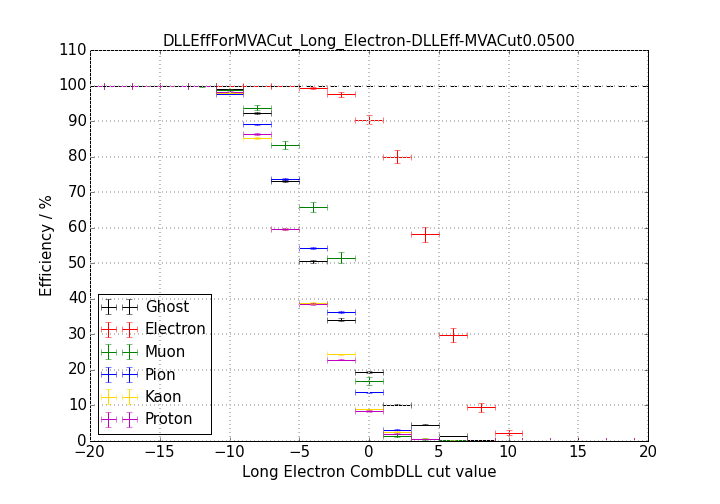 DLLEffForMVACut_Long_Electron-DLLEff-MVACut0.0500
110
100
90
80
70
60
50
40
30
20
10
0
Efficiency / %
Ghost
Electron
Muon
Pion
Kaon
Proton
−20 −15 −10 −5 0 5 10 15 20
Long Electron CombDLL cut value